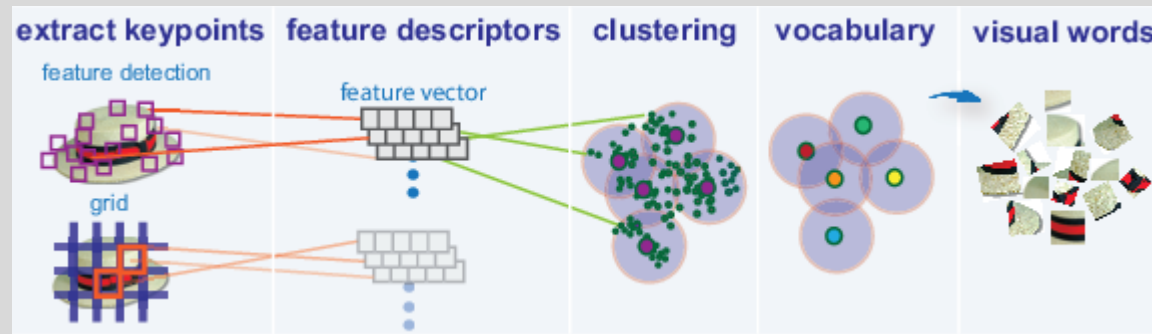 extract keypoints
feature descriptors
clustering
vocabulary
visual words
feature detection
feature vector
grid